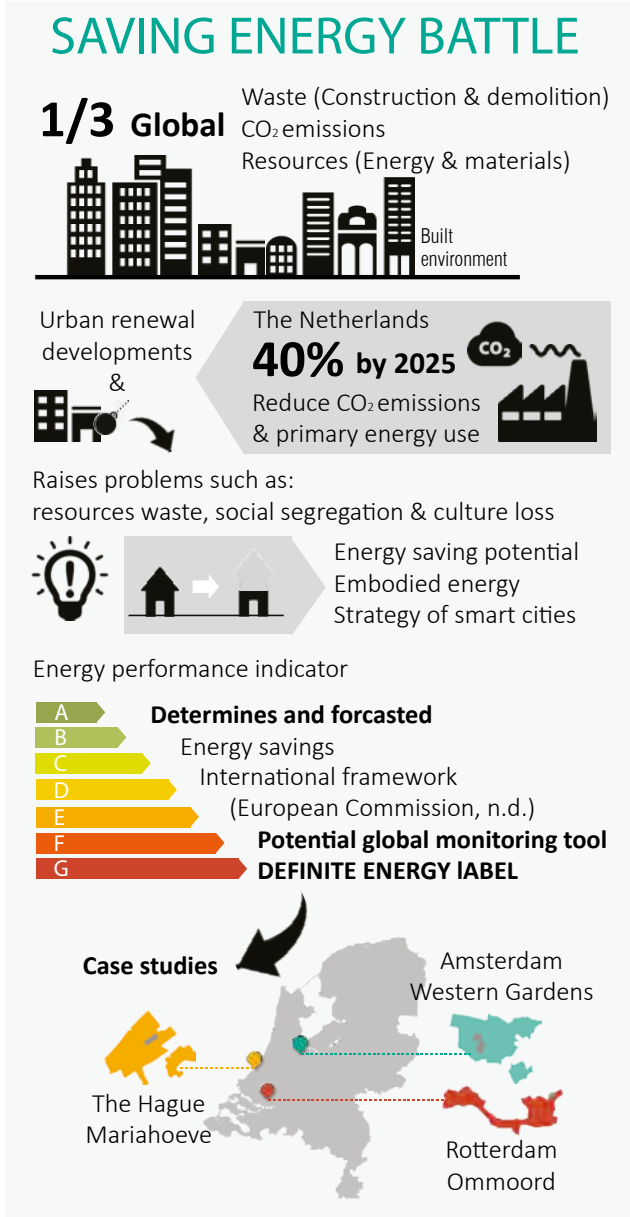 SAVING ENERGY BATTLE
1/3 Global
Waste (Construction & demolition)
CO₂ emissions
Resources (Energy & materials)
Built
environment
Urban renewal
developments
&
The Netherlands
40% by 2025
Reduce CO₂ emissions
& primary energy use
CO₂
Raises problems such as:
resources waste, social segregation & culture loss
Energy saving potential
Embodied energy
Strategy of smart cities
Energy performance indicator
A
B
C
D
E
F
G
Determines and forcasted
Energy savings
International framework
(European Commission, n.d.)
Potential global monitoring tool
DEFINITE ENERGY lABEL
Case studies
Amsterdam
Western Gardens
The Hague
Mariahoeve
Rotterdam
Ommoord